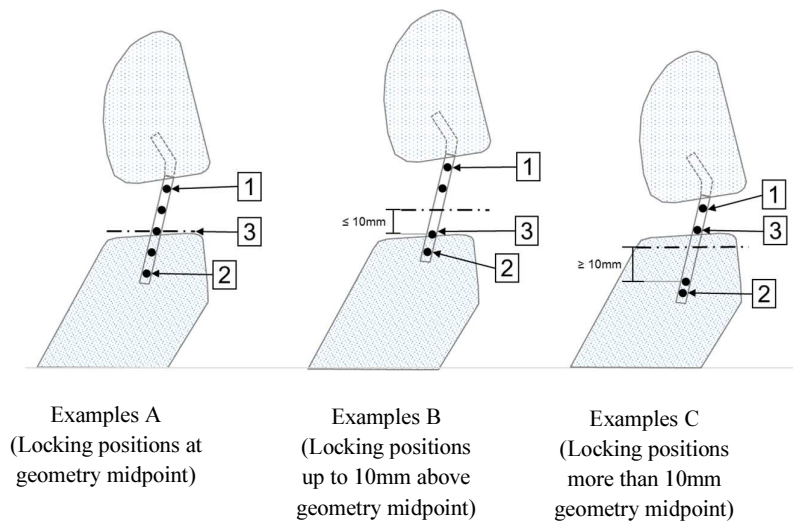 1
3
2
Examples A
(Locking positions at
geometry midpoint)
1
≤ 10mm
3
2
Examples B
(Locking positions
up to 10mm above
geometry midpoint)
1
3
≥ 10mm
2
Examples C
(Locking positions
more than 10mm
geometry midpoint)